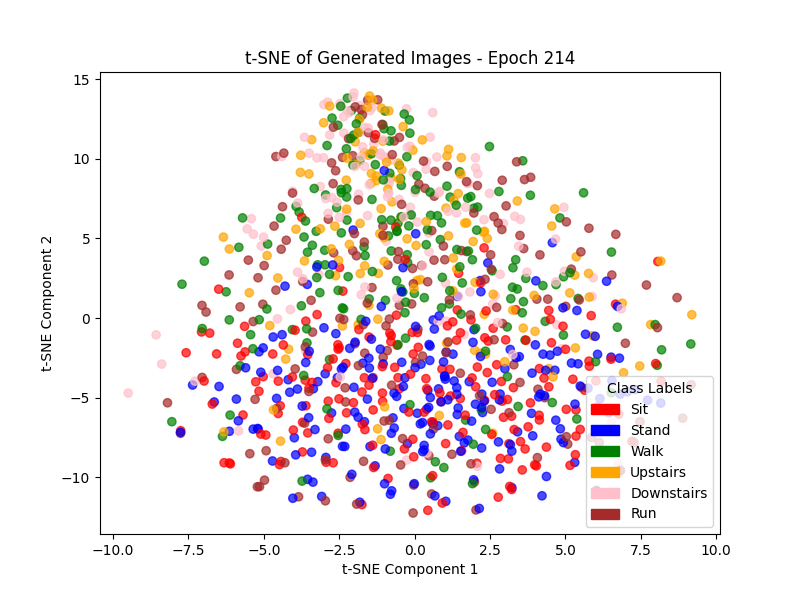 t-SNE of Generated Images - Epoch 214
15
10
5
0
−5
−10
t-SNE Component 2
−10.0 −7.5 −5.0 −2.5 0.0 2.5 5.0 7.5 10.0
t-SNE Component 1
Class Labels
Sit
Stand
Walk
Upstairs
Downstairs
Run